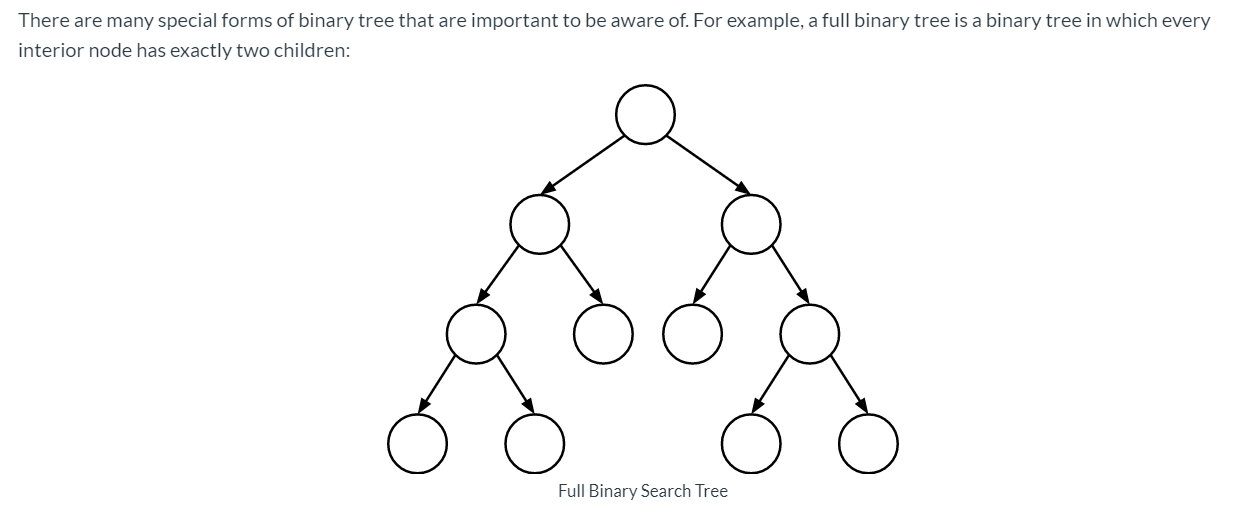 There are many special forms of binary tree that are important to be aware of. For example, a full binary tree is a binary tree in which every
interior node has exactly two children:
Full Binary Search Tree